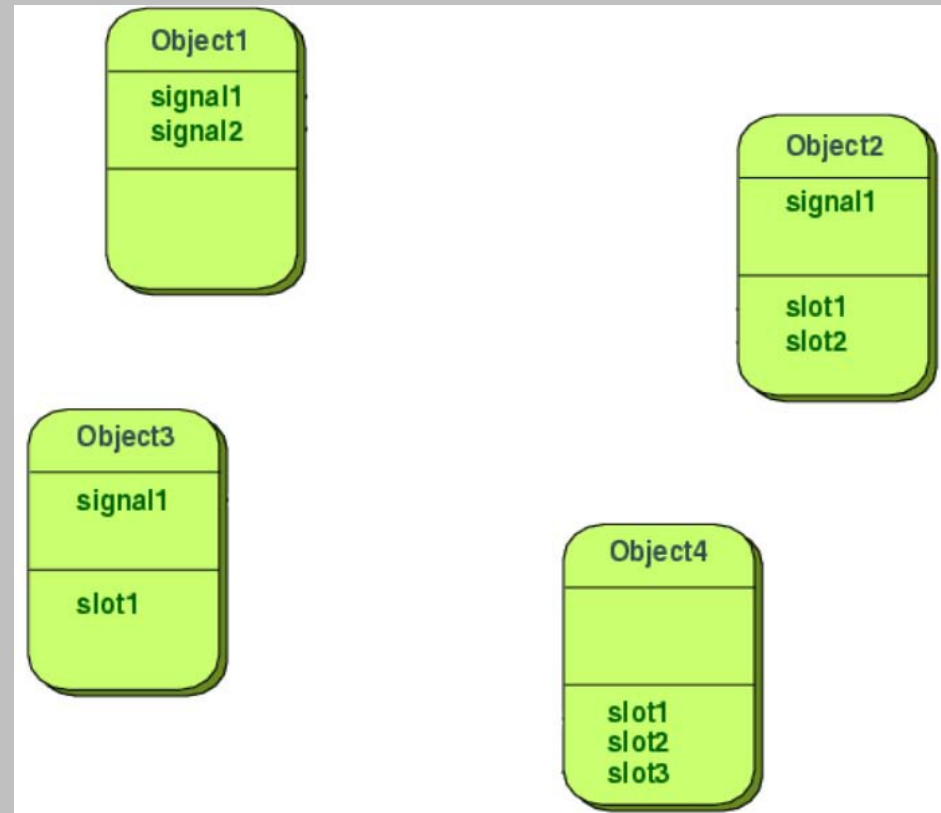 Object1
signal1
signal2
Object2
signal1
slot1
slot2
Object3
signal1
slot1
Object4
slot1
slot2
slot3